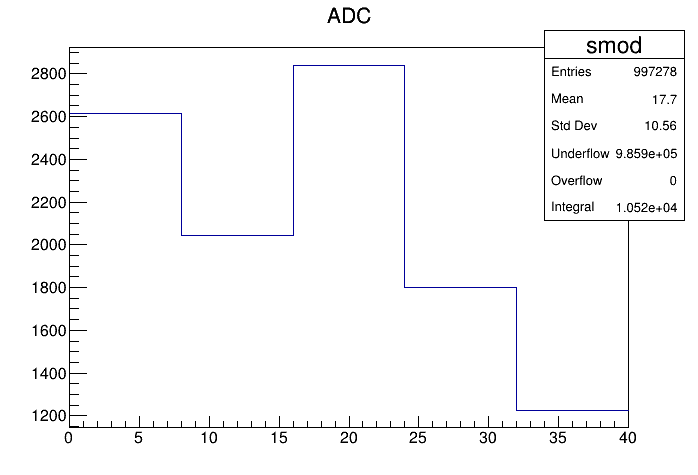 ADC
smod
Entries 997278
Mean 17.7
Std Dev 10.56
Underflow 9.859e+05
Overflow 0
Integral 1.052e+04
2800
2600
2400
2200
2000
1800
1600
1400
1200
0 5 10 15 20 25 30 35 40